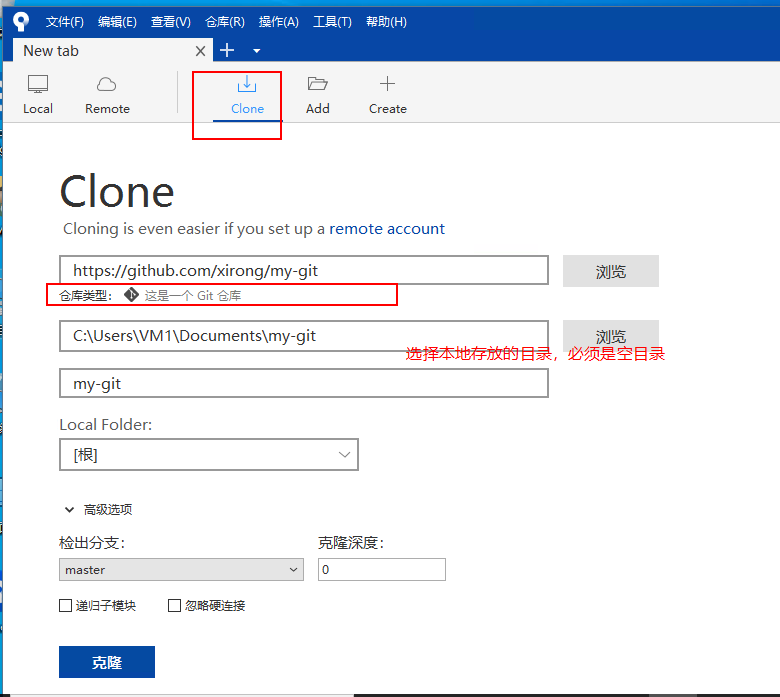 文件(F) 编辑(E) 查看(V) 仓库(R) 操作(A) 工具(T) 帮助(H)
New tab
Local Remote Clone Add Create
Clone
Cloning is even easier if you set up a remote account
https://github.com/xirong/my-git 浏览
仓库类型: 这是一个 Git 仓库
C:\Users\VM1\Documents\my-git 浏览
选择本地存放的目录，必须是空目录
my-git
Local Folder:
[根]
高级选项
检出分支: 克隆深度:
master 0
递归子模块 忽略硬连接
克隆